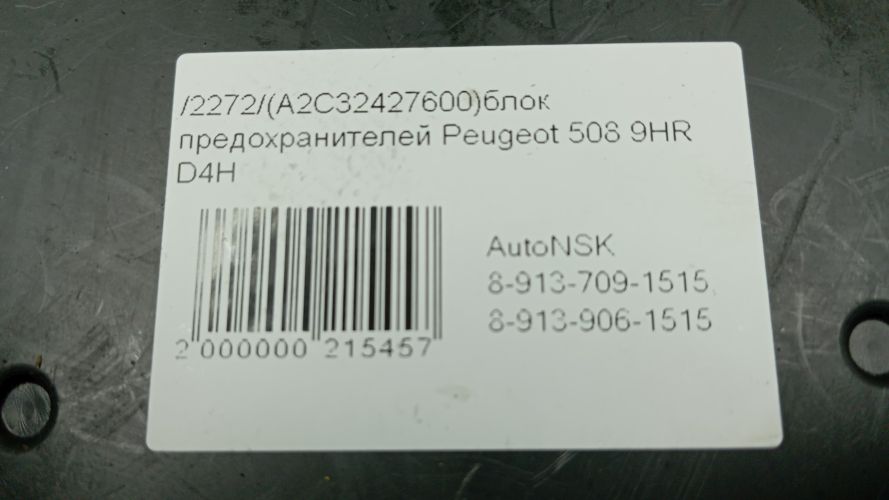 /2272/(A2C32427600)блок
предохранителей Peugeot 508 9HR
D4H
AutoNSK
8-913-709-1515
8-913-906-1515
2 000000 215457